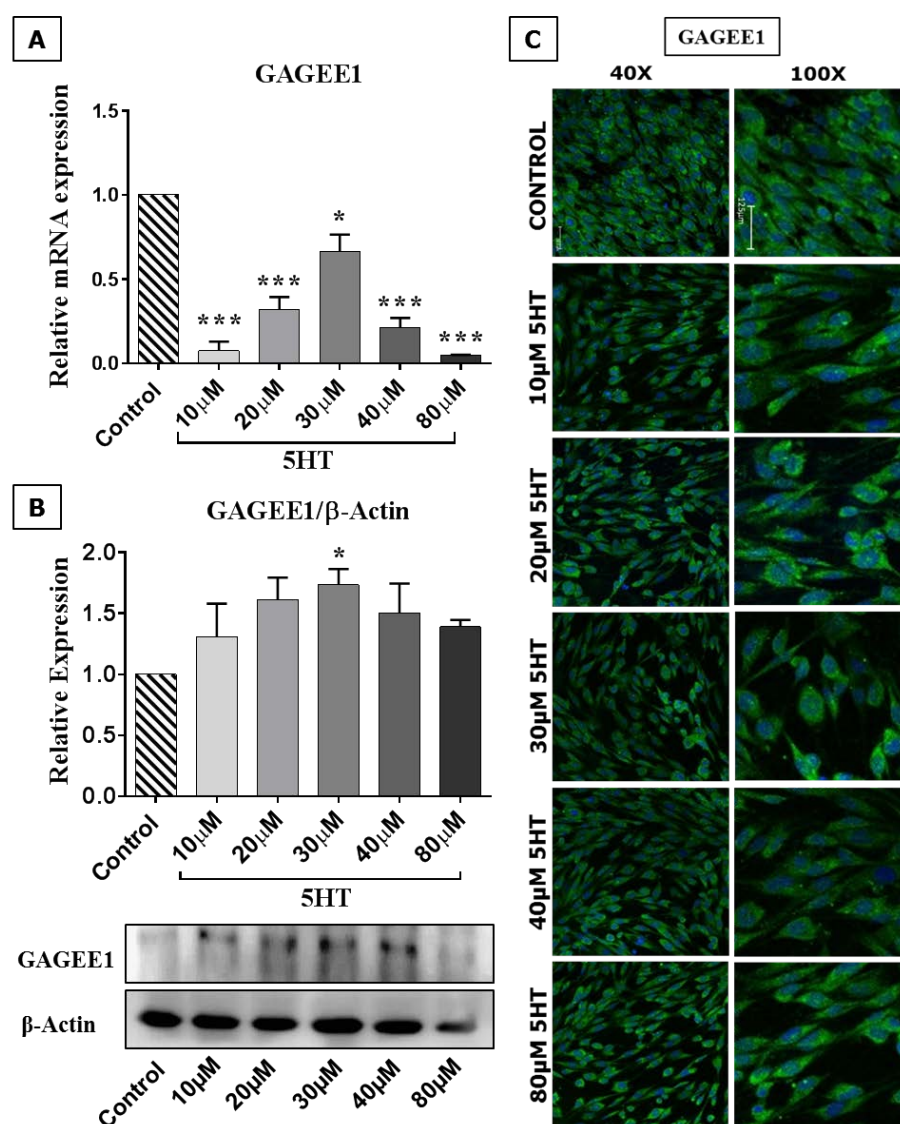 A
GAGEE1
Relative mRNA expression
1.5
1.0
0.5
0.0
***
***
*
***
***
Control
10µM
20µM
30µM
40µM
80µM
5HT
B
GAGEE1/β-Actin
Relative Expression
2.0
1.5
1.0
0.5
0.0
*
Control
10µM
20µM
30µM
40µM
80µM
5HT
GAGEE1
β-Actin
Control
10µM
20µM
30µM
40µM
80µM
C
GAGEE1
40X
100X
CONTROL
125µm
10µM 5HT
20µM 5HT
30µM 5HT
40µM 5HT
80µM 5HT